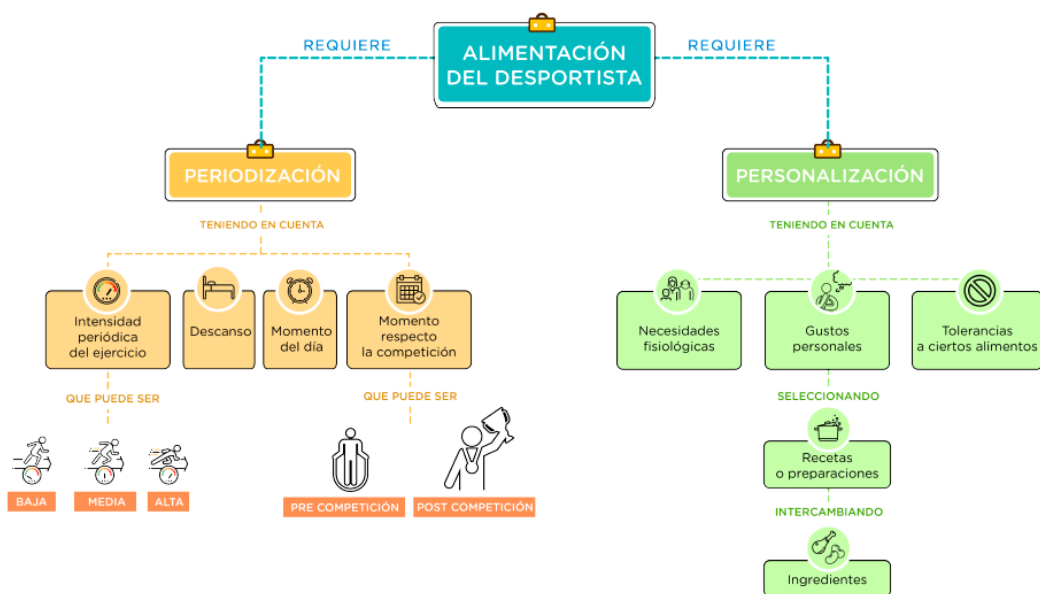 REQUIERE
ALIMENTACIÓN
DEL DESPORTISTA
REQUIERE
PERIODIZACIÓN
PERSONALIZACIÓN
TENIENDO EN CUENTA
TENIENDO EN CUENTA
Intensidad
periódica
del ejercicio
Descanso
Momento
del día
Momento
respecto
la competición
Necesidades
fisiológicas
Gustos
personales
Tolerancias
a ciertos alimentos
QUE PUEDE SER
QUE PUEDE SER
SELECCIONANDO
BAJA
MEDIA
ALTA
PRE COMPETICIÓN
POST COMPETICIÓN
Recetas
o preparaciones
INTERCAMBIANDO
Ingredientes